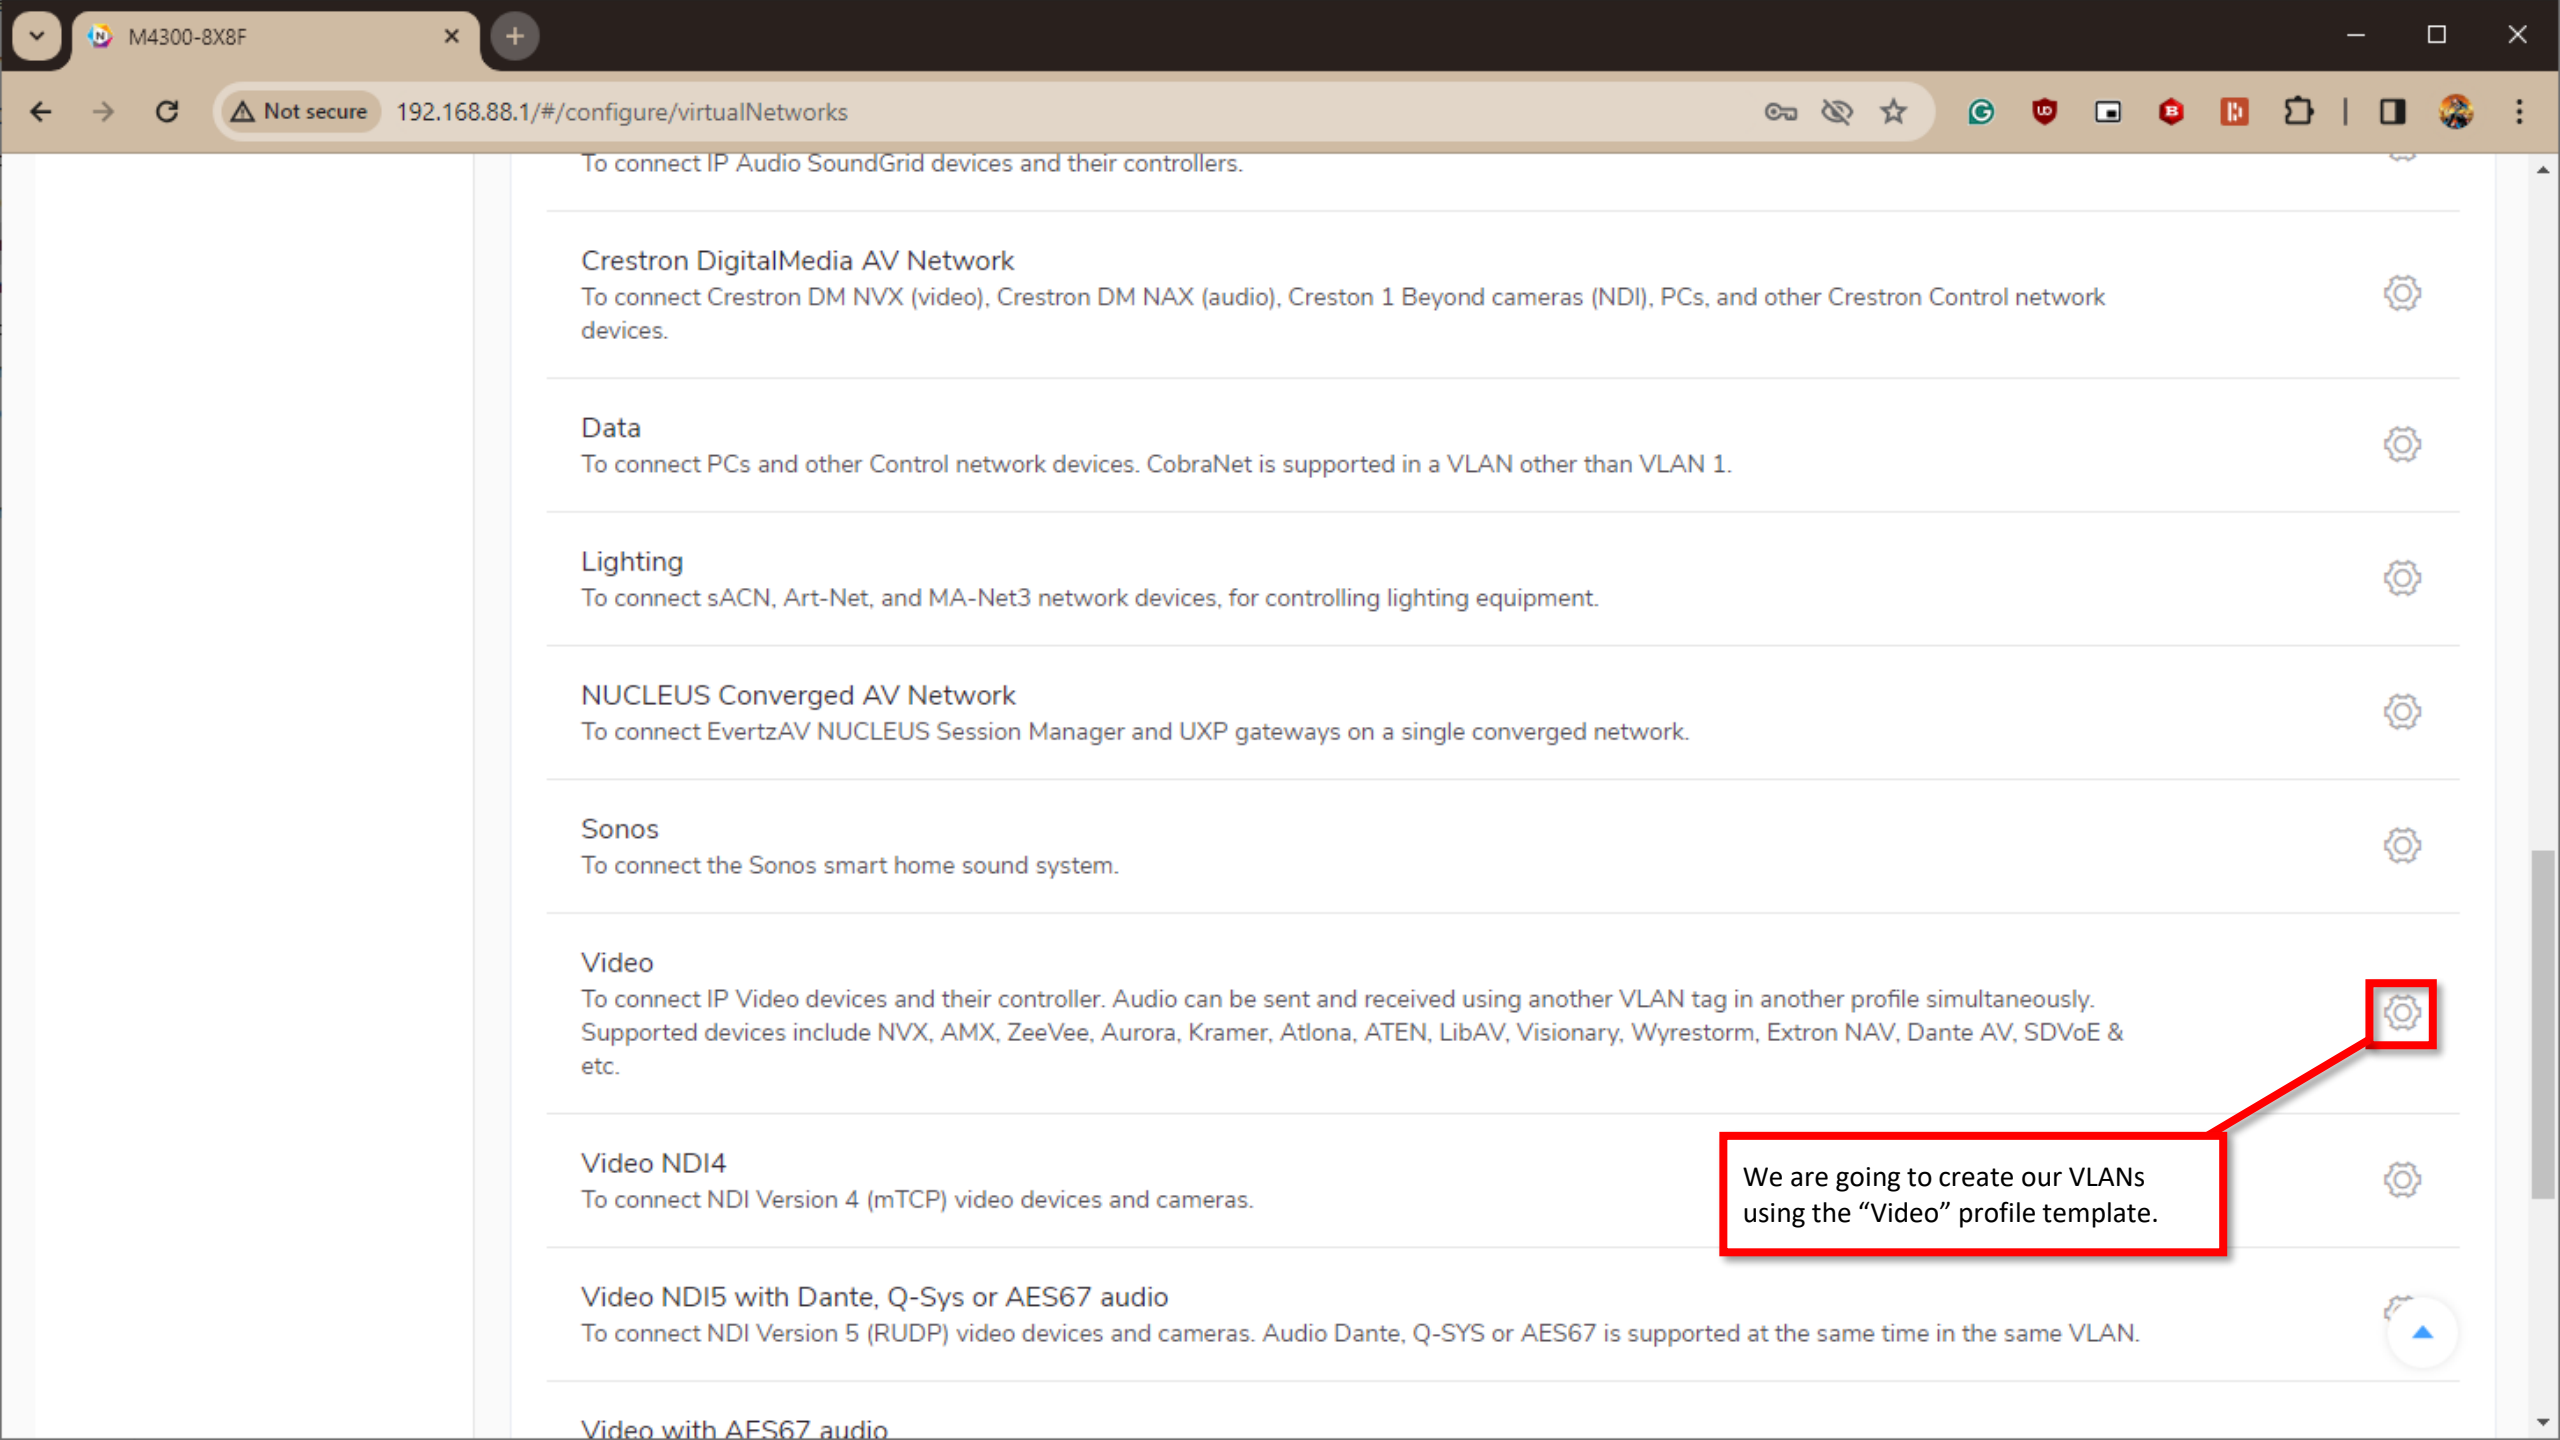 M4300-8X8F
Not secure
192.168.88.1/#/configure/virtualNetworks
To connect IP Audio SoundGrid devices and their controllers.
Crestron DigitalMedia AV Network
To connect Crestron DM NVX (video), Crestron DM NAX (audio), Creston 1 Beyond cameras (NDI), PCs, and other Crestron Control network
devices.
Data
To connect PCs and other Control network devices. CobraNet is supported in a VLAN other than VLAN 1.
Lighting
To connect sACN, Art-Net, and MA-Net3 network devices, for controlling lighting equipment.
NUCLEUS Converged AV Network
To connect EvertzAV NUCLEUS Session Manager and UXP gateways on a single converged network.
Sonos
To connect the Sonos smart home sound system.
Video
To connect IP Video devices and their controller. Audio can be sent and received using another VLAN tag in another profile simultaneously.
Supported devices include NVX, AMX, ZeeVee, Aurora, Kramer, Atlona, ATEN, LibAV, Visionary, Wyrestorm, Extron NAV, Dante AV, SDVoE &
etc.
Video NDI4
To connect NDI Version 4 (mTCP) video devices and cameras.
We are going to create our VLANs
using the “Video” profile template.
Video NDI5 with Dante, Q-Sys or AES67 audio
To connect NDI Version 5 (RUDP) video devices and cameras. Audio Dante, Q-SYS or AES67 is supported at the same time in the same VLAN.
Video with AES67 audio